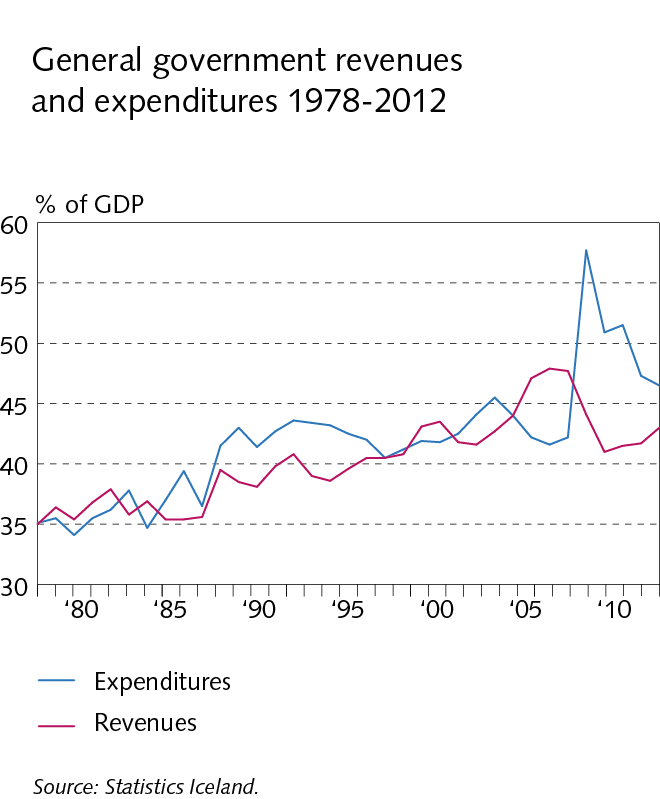 General government revenues
and expenditures 1978-2012
% of GDP
60
55
50
45
40
35
30
‘80 ‘85 ‘90 ‘95 ‘00 ‘05 ‘10
Expenditures
Revenues
Source: Statistics Iceland.